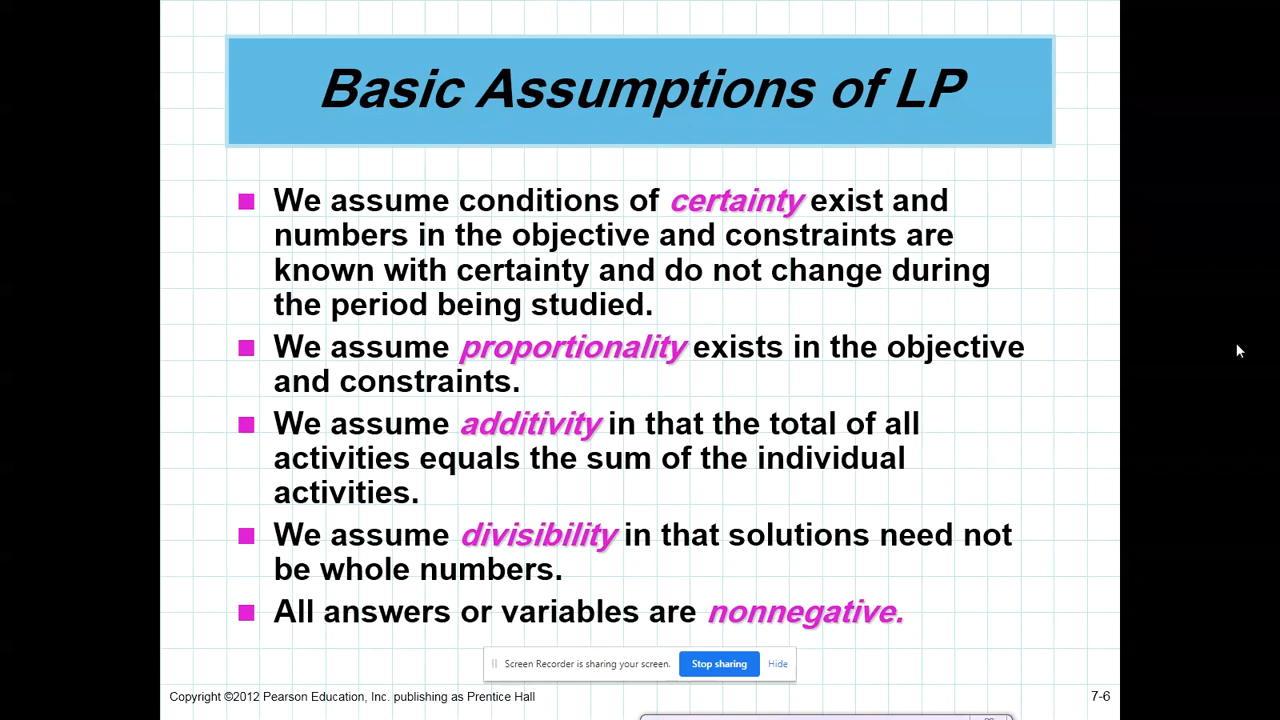 Basic Assumptions of LP
We assume conditions of certainty exist and
numbers in the objective and constraints are
known with certainty and do not change during
the period being studied.
We assume proportionality exists in the objective
and constraints.
We assume additivity in that the total of all
activities equals the sum of the individual
activities.
We assume divisibility in that solutions need not
be whole numbers.
All answers or variables are nonnegative.
Screen Recorder is sharing your screen. Stop sharing Hide
Copyright ©2012 Pearson Education, Inc. publishing as Prentice Hall 7-6